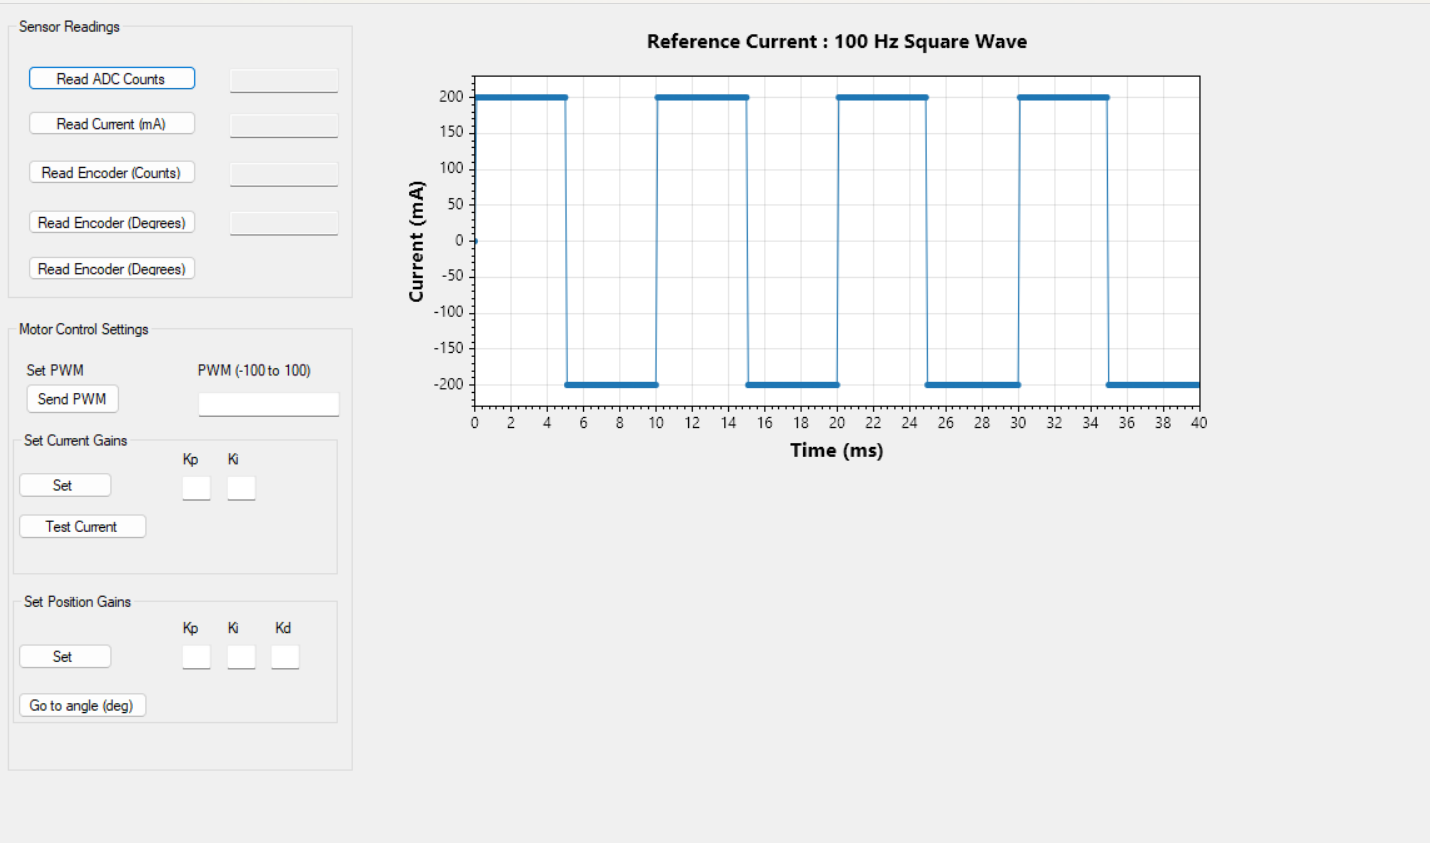 Sensor Readings
Read ADC Counts
Read Current (mA)
Read Encoder (Counts)
Read Encoder (Degrees)
Read Encoder (Degrees)
Motor Control Settings
Set PWM
PWM (-100 to 100)
Send PWM
Set Current Gains
Kp Ki
Set
Test Current
Set Position Gains
Kp Ki Kd
Set
Go to angle (deg)
Reference Current : 100 Hz Square Wave
Current (mA)
200
150
100
50
0
-50
-100
-150
-200
0 2 4 6 8 10 12 14 16 18 20 22 24 26 28 30 32 34 36 38 40
Time (ms)